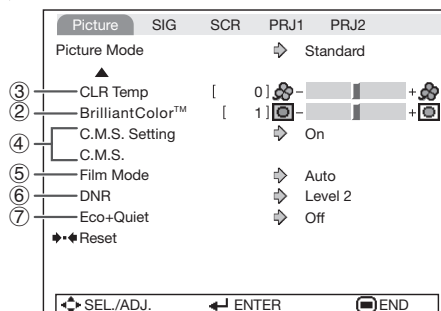 Picture SIG SCR PRJ1 PRJ2
Picture Mode Standard
③ CLR Temp [ 0] - +
② BrilliantColor™ [ 1] - +
④ C.M.S. Setting On
C.M.S.
⑤ Film Mode Auto
⑥ DNR Level 2
⑦ Eco+Quiet Off
Reset
SEL./ADJ. ENTER END